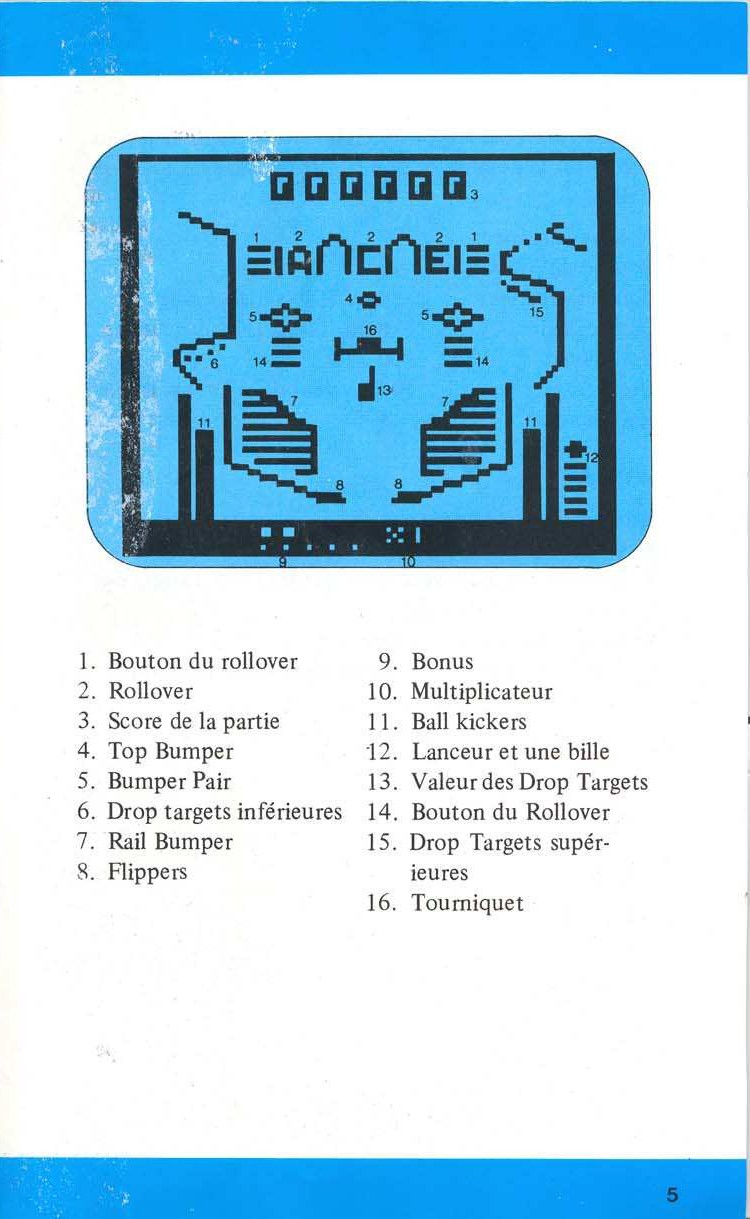 3
1 2 2 2 1
4
5 5
15
16
6 14 14
13
7 7
11 11
12
8 8
9 10
1. Bouton du rollover
2. Rollover
3. Score de la partie
4. Top Bumper
5. Bumper Pair
6. Drop targets inférieures
7. Rail Bumper
8. Flippers
9. Bonus
10. Multiplicateur
11. Ball kickers
12. Lanceur et une bille
13. Valeur des Drop Targets
14. Bouton du Rollover
15. Drop Targets supér-
ieures
16. Tourniquet
5